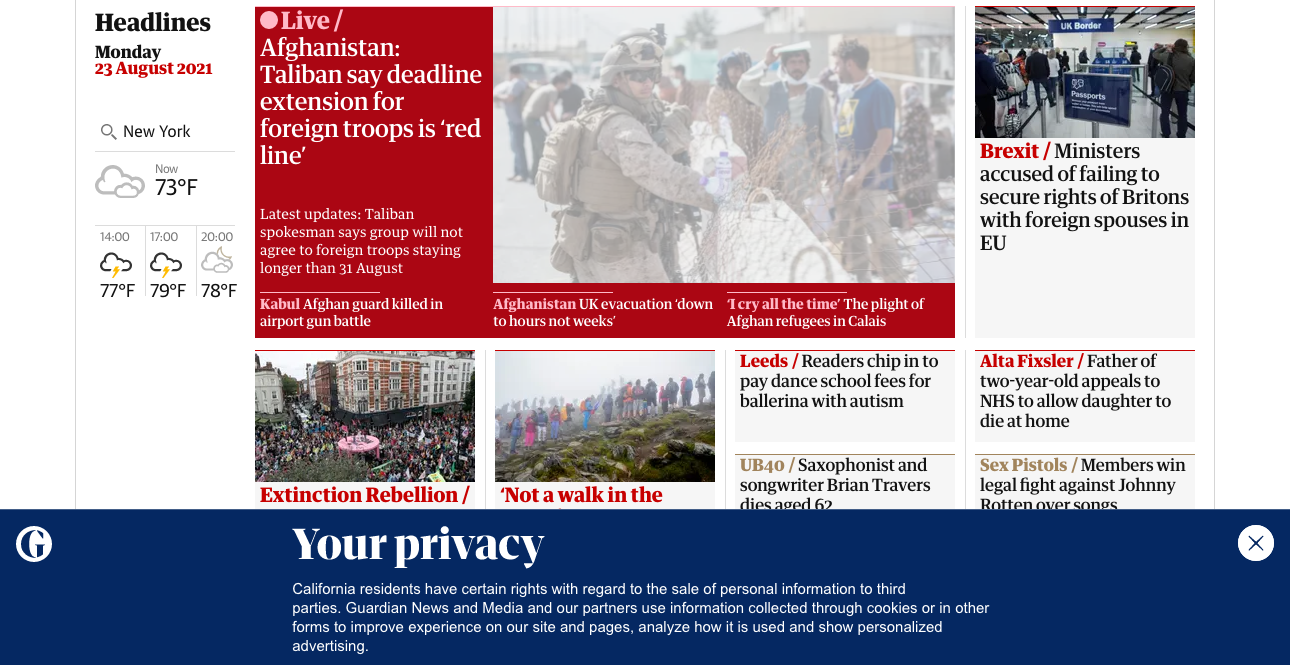 Headlines
Monday
23 August 2021
New York
Now
73°F
14:00
17:00
20:00
77°F
79°F
78°F
Live /
Afghanistan:
Taliban say deadline
extension for
foreign troops is ‘red
line’
Latest updates: Taliban
spokesman says group will not
agree to foreign troops staying
longer than 31 August
Kabul Afghan guard killed in
airport gun battle
Afghanistan UK evacuation ‘down
to hours not weeks’
‘I cry all the time’ The plight of
Afghan refugees in Calais
UK Border
Passports
Brexit / Ministers
accused of failing to
secure rights of Britons
with foreign spouses in
EU
Extinction Rebellion /
‘Not a walk in the
Leeds / Readers chip in to
pay dance school fees for
ballerina with autism
Alta Fixsler / Father of
two-year-old appeals to
NHS to allow daughter to
die at home
UB40 / Saxophonist and
songwriter Brian Travers
dies aged 62
Sex Pistols / Members win
legal fight against Johnny
Rotten over songs
G
Your privacy
California residents have certain rights with regard to the sale of personal information to third
parties. Guardian News and Media and our partners use information collected through cookies or in other
forms to improve experience on our site and pages, analyze how it is used and show personalized
advertising.